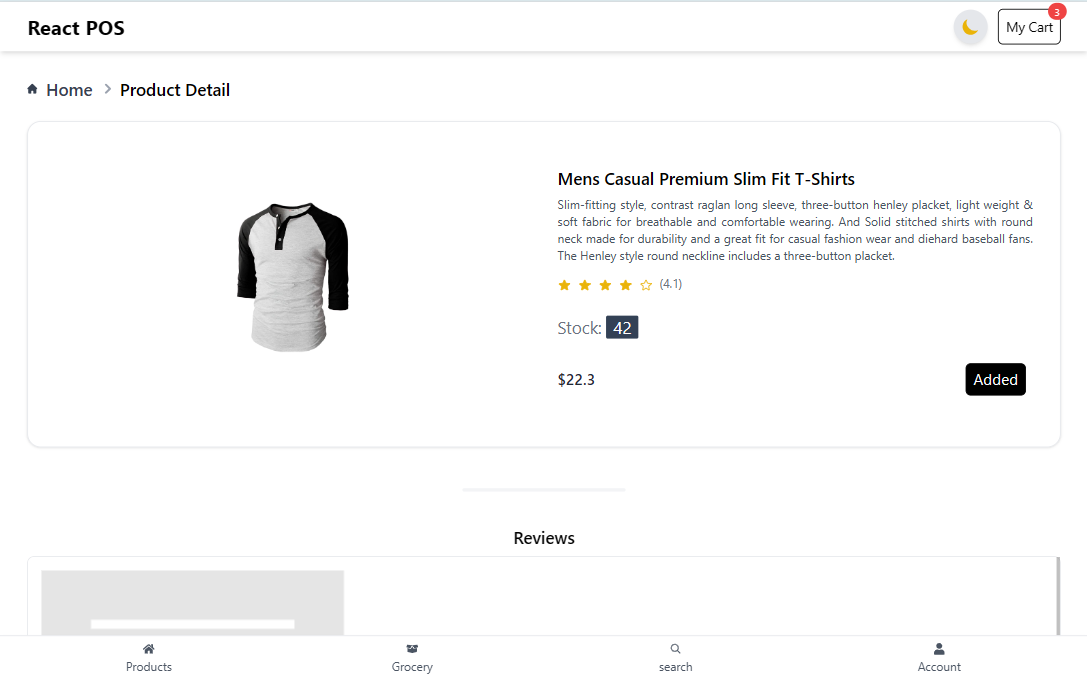 React POS
My Cart
3
Home > Product Detail
Mens Casual Premium Slim Fit T-Shirts
Slim-fitting style, contrast raglan long sleeve, three-button henley placket, light weight &
soft fabric for breathable and comfortable wearing. And Solid stitched shirts with round
neck made for durability and a great fit for casual fashion wear and diehard baseball fans.
The Henley style round neckline includes a three-button placket.
(4.1)
Stock: 42
$22.3
Added
Reviews
Products
Grocery
search
Account